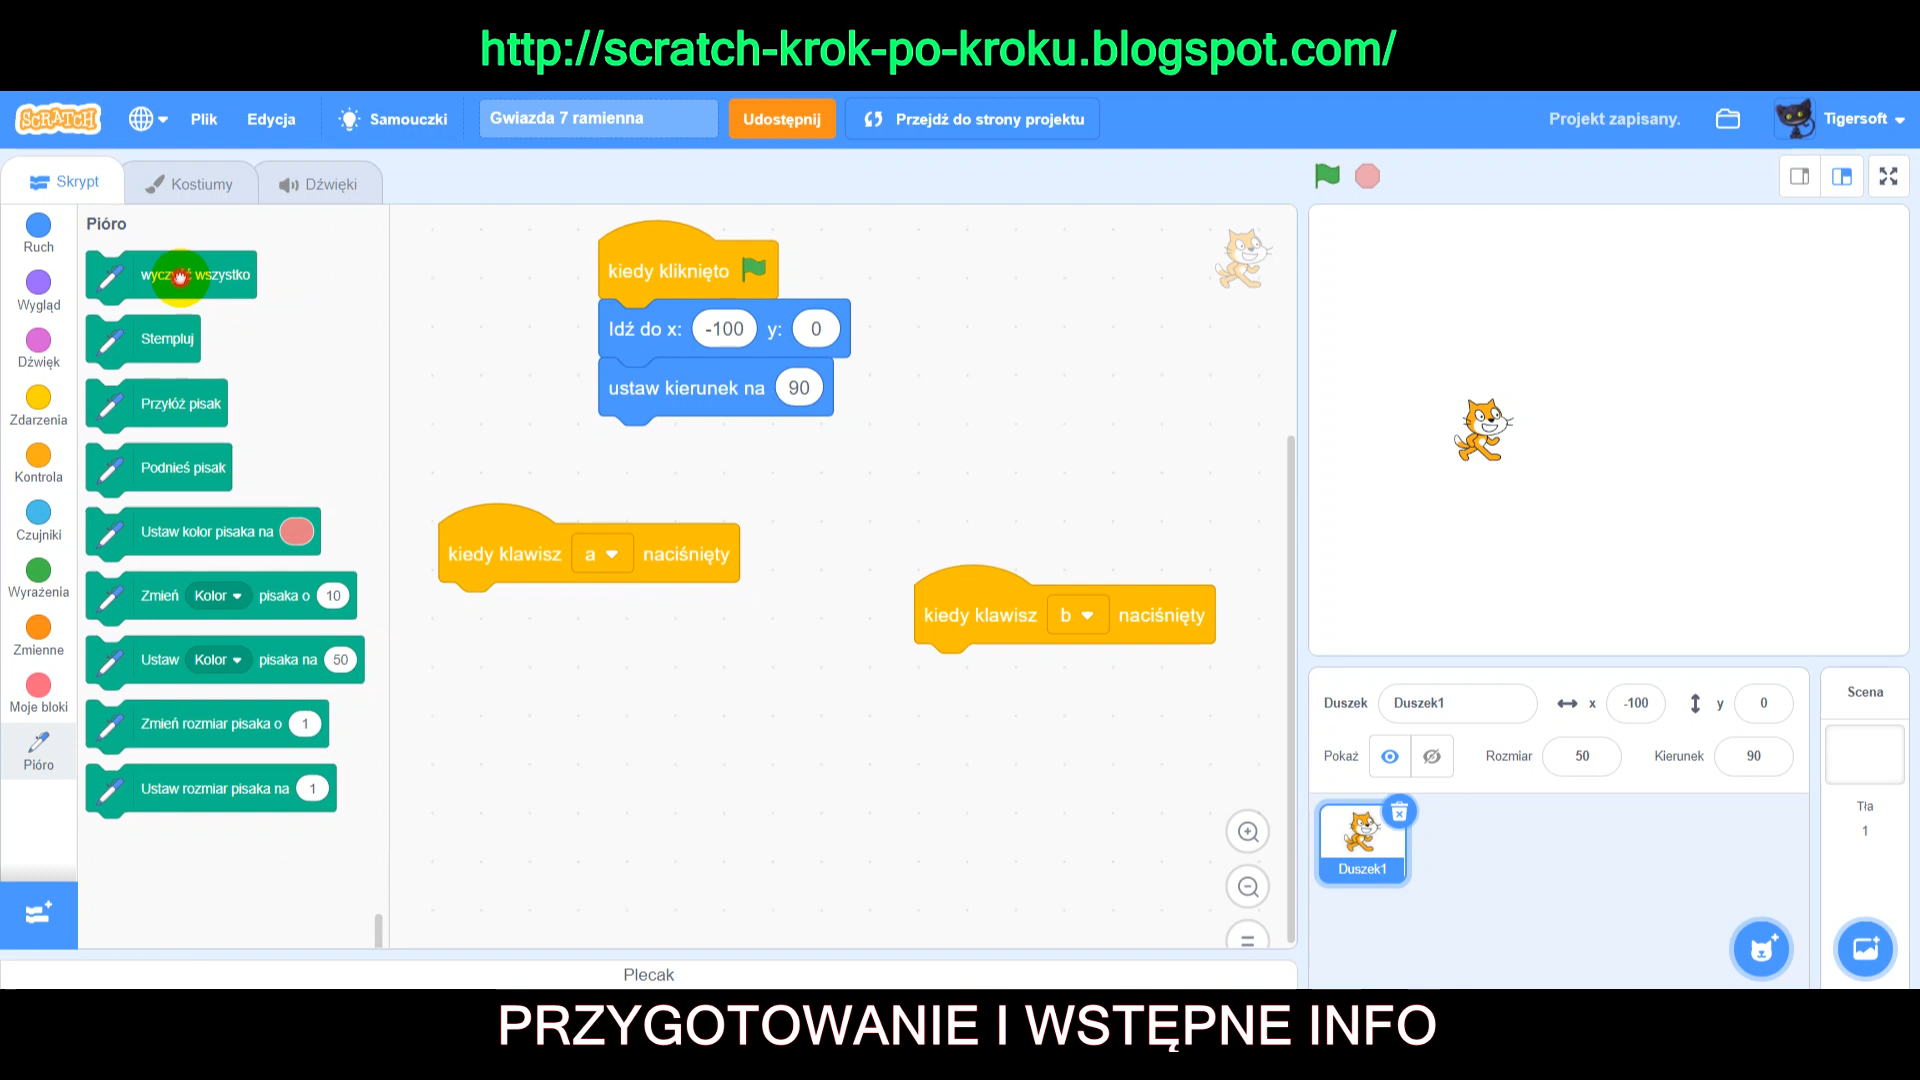 http://scratch-krok-po-kroku.blogspot.com/
SCRATCH
Plik
Edycja
Samouczki
Gwiazda 7 ramienna
Udostępnij
Przejdź do strony projektu
Projekt zapisany.
Tigersoft
Skrypt
Kostiumy
Dźwięki
Ruch
Wygląd
Dźwięk
Zdarzenia
Kontrola
Czujniki
Wyrażenia
Zmienne
Moje bloki
Pióro
Pióro
wyczyść wszystko
Stempluj
Przyłóż pisak
Podnieś pisak
Ustaw kolor pisaka na
Zmień Kolor pisaka o 10
Ustaw Kolor pisaka na 50
Zmień rozmiar pisaka o 1
Ustaw rozmiar pisaka na 1
kiedy kliknięto
Idź do x: -100 y: 0
ustaw kierunek na 90
kiedy klawisz a naciśnięty
kiedy klawisz b naciśnięty
Duszek Duszek1 x -100 y 0
Pokaż Rozmiar 50 Kierunek 90
Duszek1
Scena
Tła
1
Plecak
PRZYGOTOWANIE I WSTĘPNE INFO